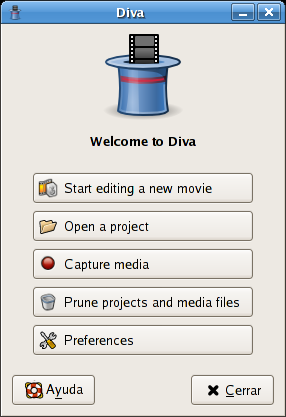 Diva
Welcome to Diva
Start editing a new movie
Open a project
Capture media
Prune projects and media files
Preferences
Ayuda
Cerrar